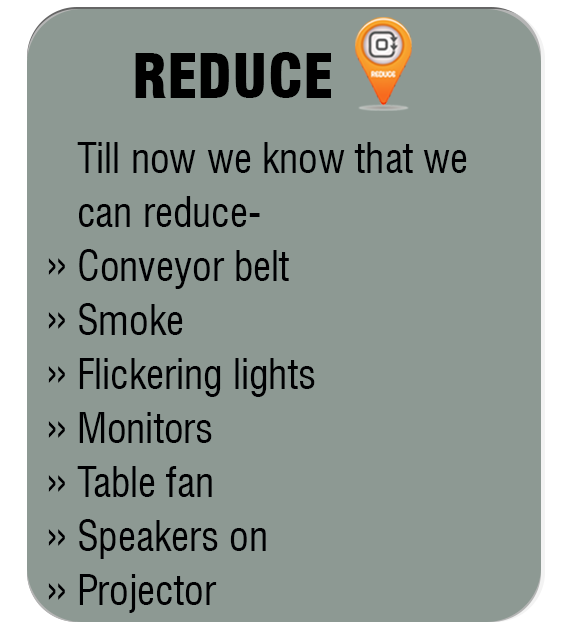 REDUCE
REDUCE
Till now we know that we
can reduce-
›› Conveyor belt
›› Smoke
›› Flickering lights
›› Monitors
›› Table fan
›› Speakers on
›› Projector